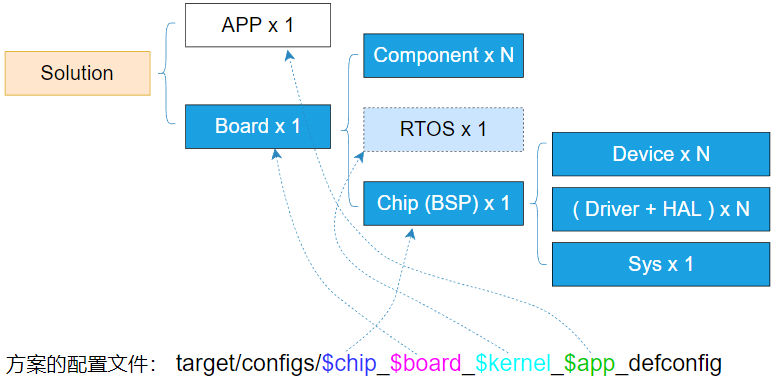 APP x 1
Solution
Board x 1
Component x N
RTOS x 1
Chip (BSP) x 1
Device x N
( Driver + HAL ) x N
Sys x 1
方案的配置文件： target/configs/$chip_$board_$kernel_$app_defconfig